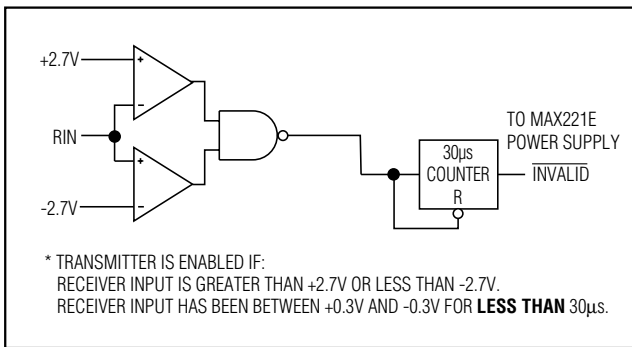 +2.7V
RIN
-2.7V
+
-
+
-
30µs
COUNTER
R
TO MAX221E
POWER SUPPLY
INVALID
* TRANSMITTER IS ENABLED IF:
RECEIVER INPUT IS GREATER THAN +2.7V OR LESS THAN -2.7V.
RECEIVER INPUT HAS BEEN BETWEEN +0.3V AND -0.3V FOR LESS THAN 30µs.